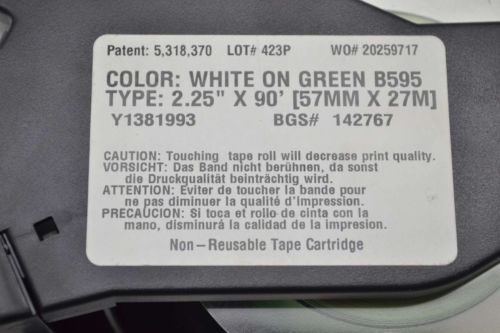 Patent: 5,318,370 LOT# 423P WO# 20259717
COLOR: WHITE ON GREEN B595
TYPE: 2.25" X 90' [57MM X 27M]
Y1381993 BGS# 142767
CAUTION: Touching tape roll will decrease print quality.
VORSICHT: Das Band nicht berühnen, da sonst
die Druckqualität beinträchtig wird.
ATTENTION: Eviter de toucher la bande pour
ne pas diminuer la qualité d'Impression.
PRECAUCION: Si toca et rollo de cinta con la
mano, disminurá la calidad de la impresion.
Non-Reusable Tape Cartridge